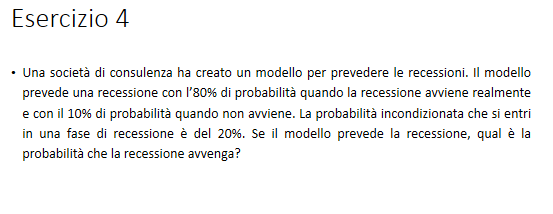 Esercizio 4
• Una società di consulenza ha creato un modello per prevedere le recessioni. Il modello
prevede una recessione con l’80% di probabilità quando la recessione avviene realmente
e con il 10% di probabilità quando non avviene. La probabilità incondizionata che si entri
in una fase di recessione è del 20%. Se il modello prevede la recessione, qual è la
probabilità che la recessione avvenga?